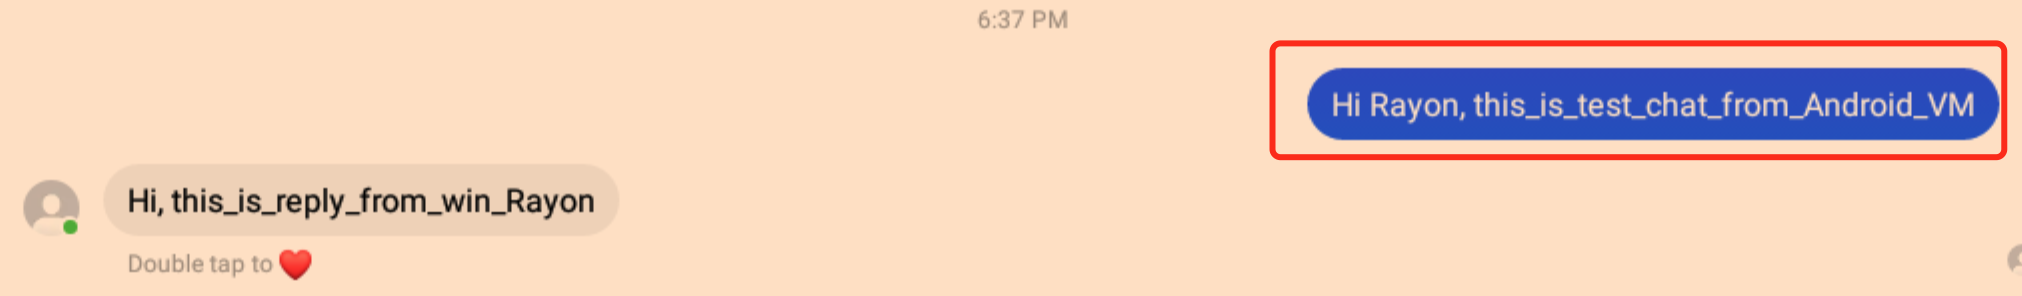 6:37 PM
Hi Rayon, this_is_test_chat_from_Android_VM
Hi, this_is_reply_from_win_Rayon
Double tap to ❤️